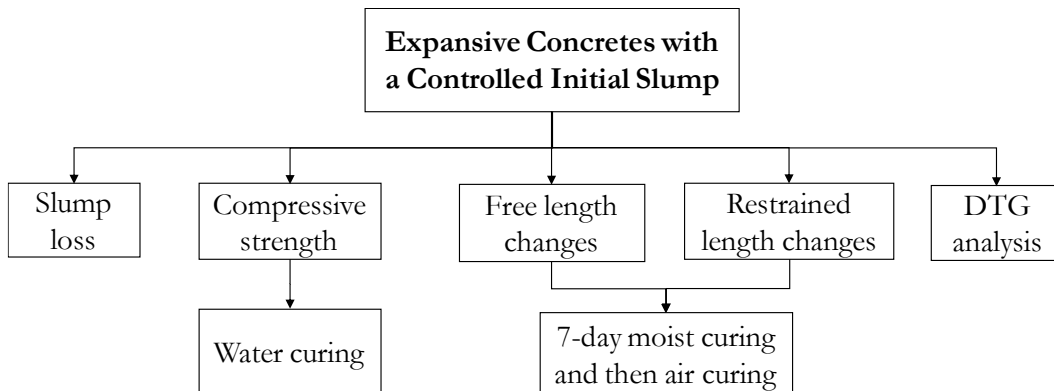 Expansive Concretes with
a Controlled Initial Slump
Slump
loss
Compressive
strength
Free length
changes
Restrained
length changes
DTG
analysis
Water curing
7-day moist curing
and then air curing